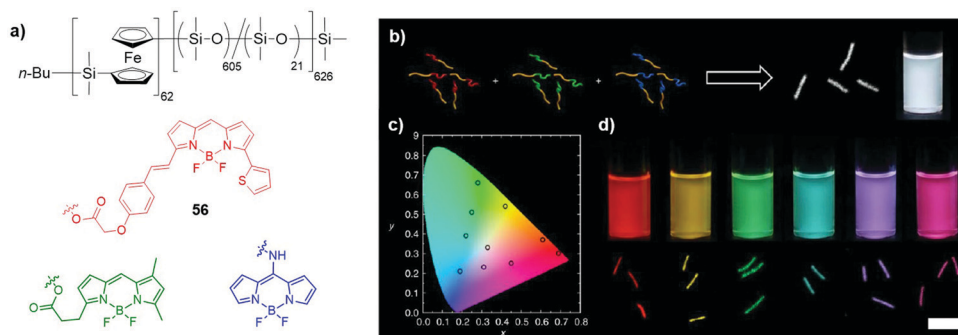 a)
n-Bu
Si
Fe
62
Si
O
605
Si
O
21
626
Si
N
B
N
F
F
S
O
O
O
56
O
O
N
B
N
F
F
NH
N
B
N
F
F
b)
+
+
c)
0.9
0.8
0.7
0.6
0.5
y
0.4
0.3
0.2
0.1
0
0.0 0.1 0.2 0.3 0.4 0.5 0.6 0.7 0.8
x
d)